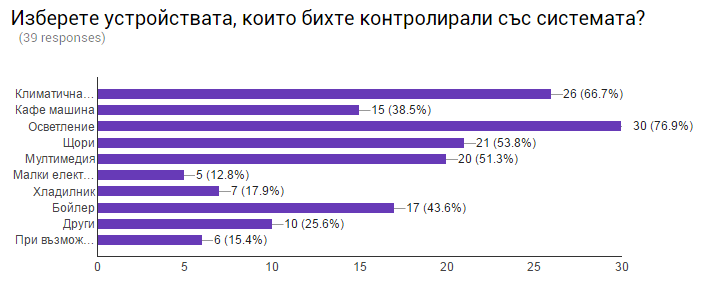 Изберете устройствата, които бихте контролирали със системата?
(39 responses)
Климатична... 26 (66.7%)
Кафе машина 15 (38.5%)
Осветление 30 (76.9%)
Щори 21 (53.8%)
Мултимедия 20 (51.3%)
Малки елект... 5 (12.8%)
Хладилник 7 (17.9%)
Бойлер 17 (43.6%)
Други 10 (25.6%)
При възмож... 6 (15.4%)
0 5 10 15 20 25 30